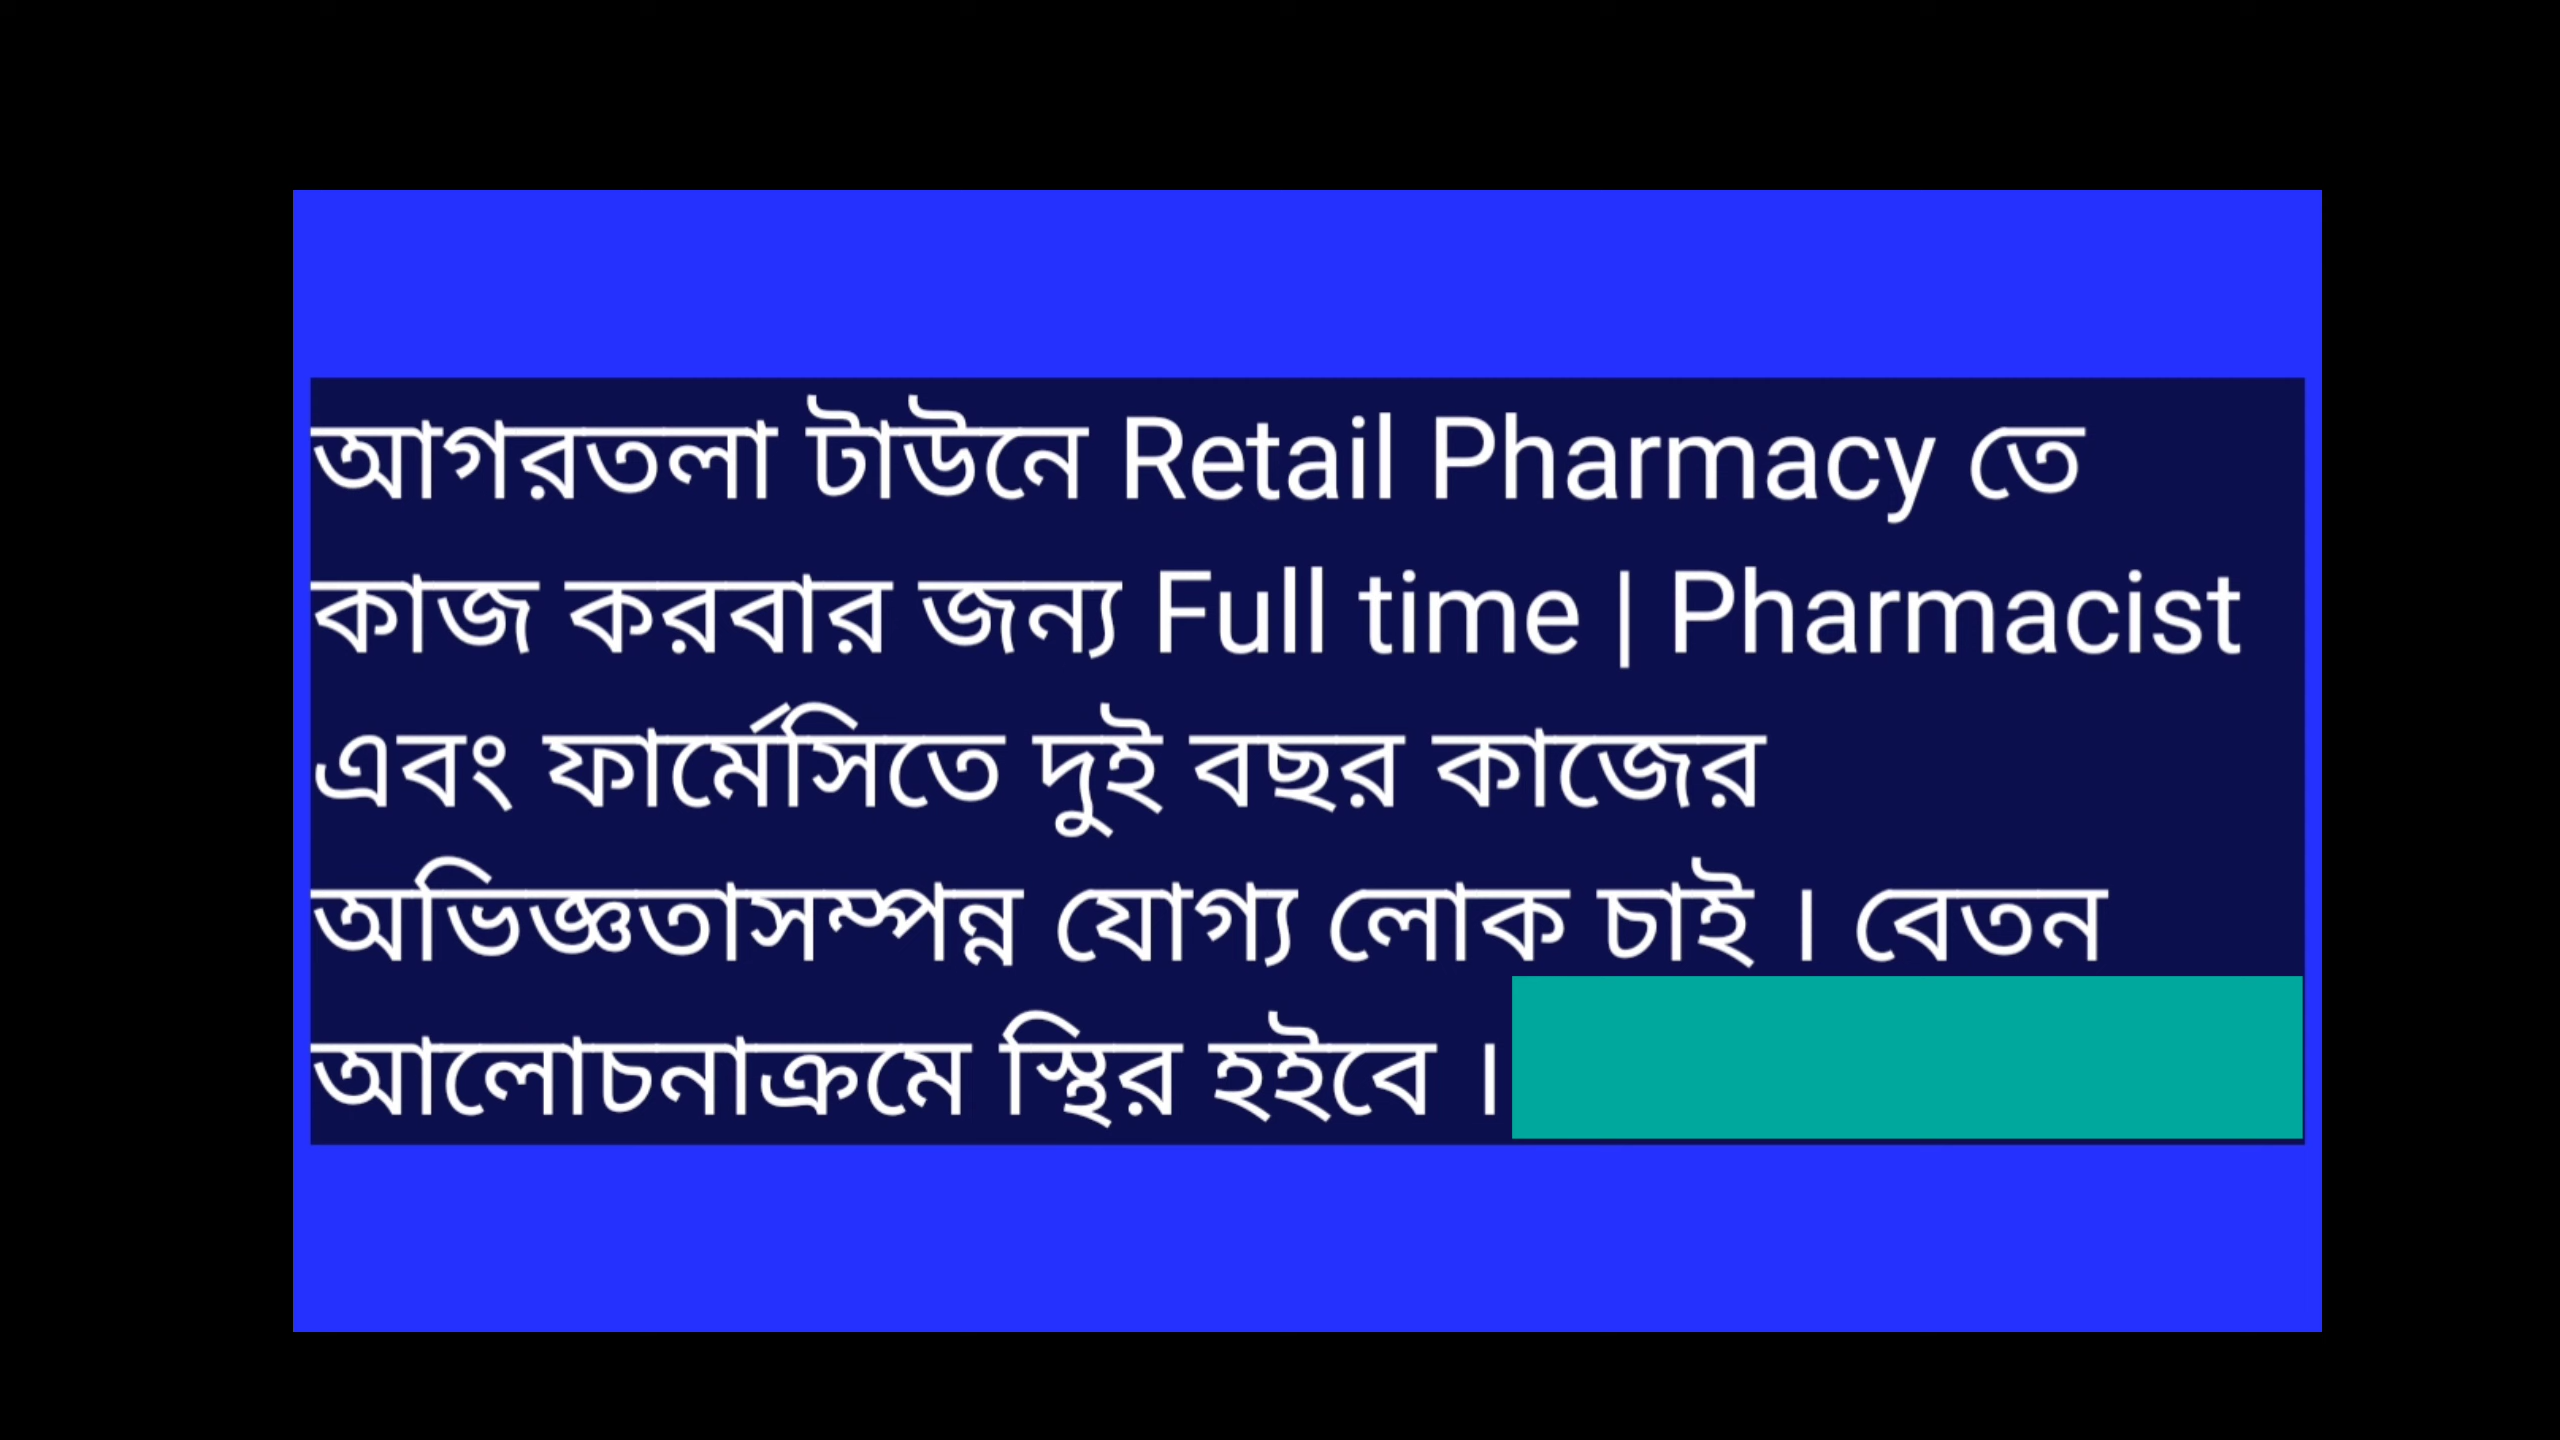 আগরতলা টাউনে Retail Pharmacy তে
কাজ করবার জন্য Full time | Pharmacist
এবং ফার্মেসিতে দুই বছর কাজের
অভিজ্ঞতাসম্পন্ন যোগ্য লোক চাই । বেতন
আলোচনাক্রমে স্থির হইবে ।